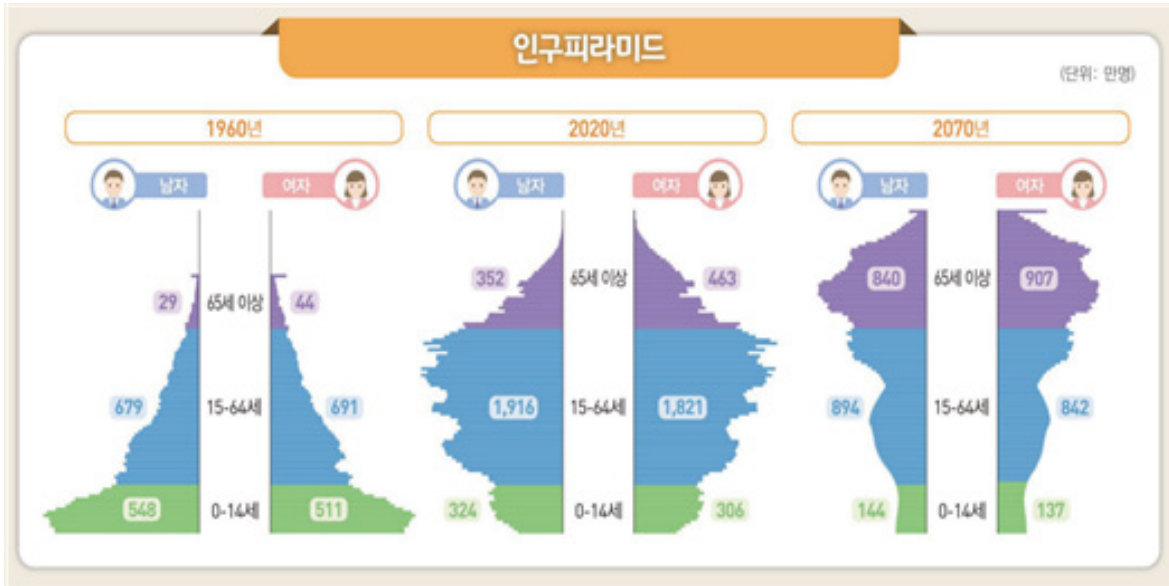 인구피라미드
(단위: 만명)
1960년
2020년
2070년
남자
여자
남자
여자
남자
여자
29
65세 이상
44
352
65세 이상
463
840
65세 이상
907
679
15-64세
691
1,916
15-64세
1,821
894
15-64세
842
548
0-14세
511
324
0-14세
306
144
0-14세
137